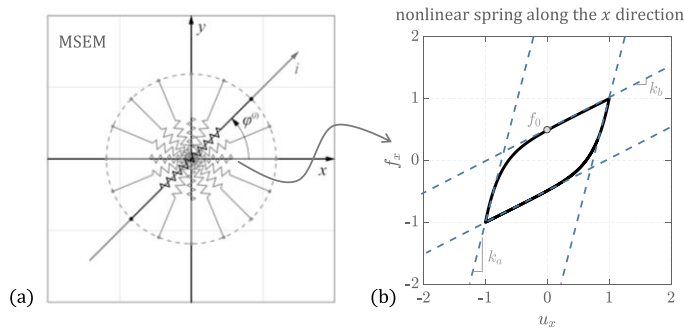 MSEM
y
i
φ⁽ⁱ⁾
x
(a)
nonlinear spring along the x direction
2
1
0
-1
-2
f₀
k_b
k_a
f_x
-2
-1
0
1
2
u_x
(b)